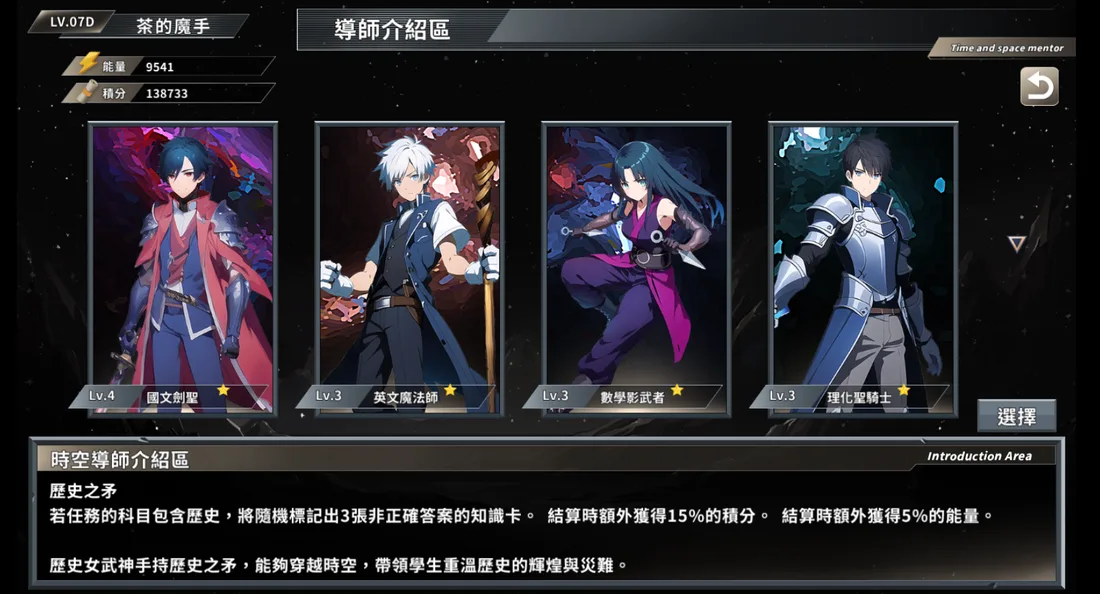 LV.07D
茶的魔手
導師介紹區
Time and space mentor
能量 9541
積分 138733
Lv.4 國文劍聖
Lv.3 英文魔法師
Lv.3 數學影武者
Lv.3 理化聖騎士
選擇
時空導師介紹區
Introduction Area
歷史之矛
若任務的科目包含歷史，將隨機標記出3張非正確答案的知識卡。 結算時額外獲得15%的積分。 結算時額外獲得5%的能量。
歷史女武神手持歷史之矛，能夠穿越時空，帶領學生重溫歷史的輝煌與災難。